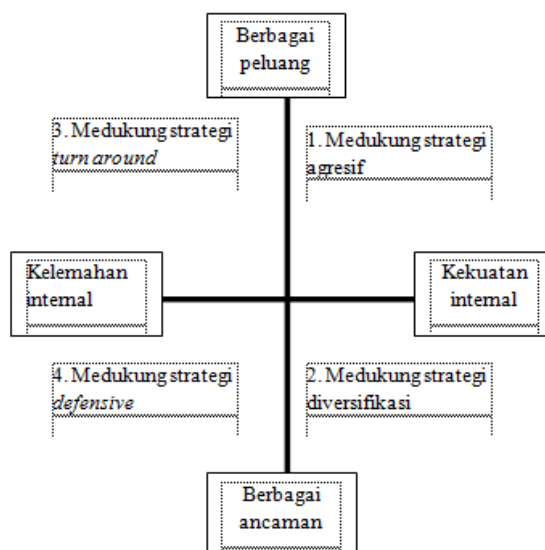 Berbagai
peluang
3. Medukung strategi
turn around
1. Medukung strategi
agresif
Kelemahan
internal
Kekuatan
internal
4. Medukung strategi
defensive
2. Medukung strategi
diversifikasi
Berbagai
ancaman